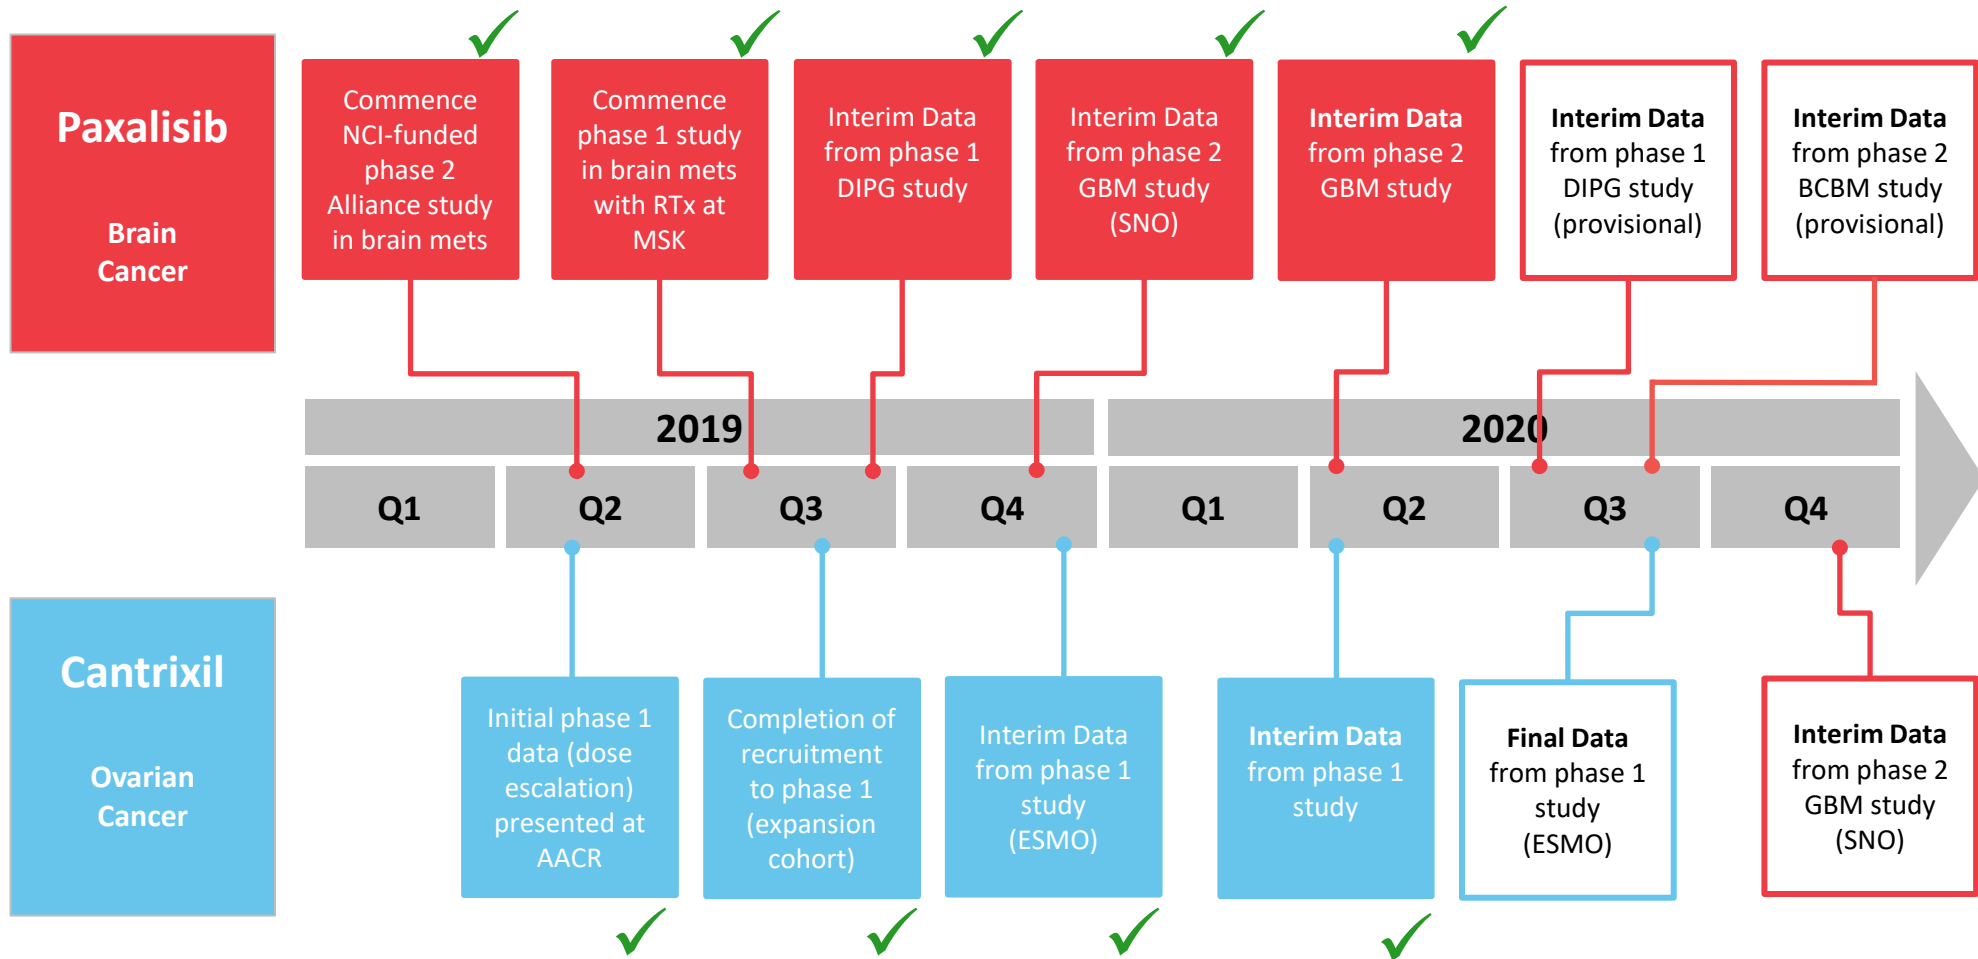 Paxalisib
Brain
Cancer
Commence
NCI-funded
phase 2
Alliance study
in brain mets
Commence
phase 1 study
in brain mets
with RTx at
MSK
Interim Data
from phase 1
DIPG study
Interim Data
from phase 2
GBM study
(SNO)
Interim Data
from phase 2
GBM study
Interim Data
from phase 1
DIPG study
(provisional)
Interim Data
from phase 2
BCBM study
(provisional)
2019
2020
Q1
Q2
Q3
Q4
Q1
Q2
Q3
Q4
Cantrixil
Ovarian
Cancer
Initial phase 1
data (dose
escalation)
presented at
AACR
Completion of
recruitment
to phase 1
(expansion
cohort)
Interim Data
from phase 1
study
(ESMO)
Interim Data
from phase 1
study
Final Data
from phase 1
study
(ESMO)
Interim Data
from phase 2
GBM study
(SNO)